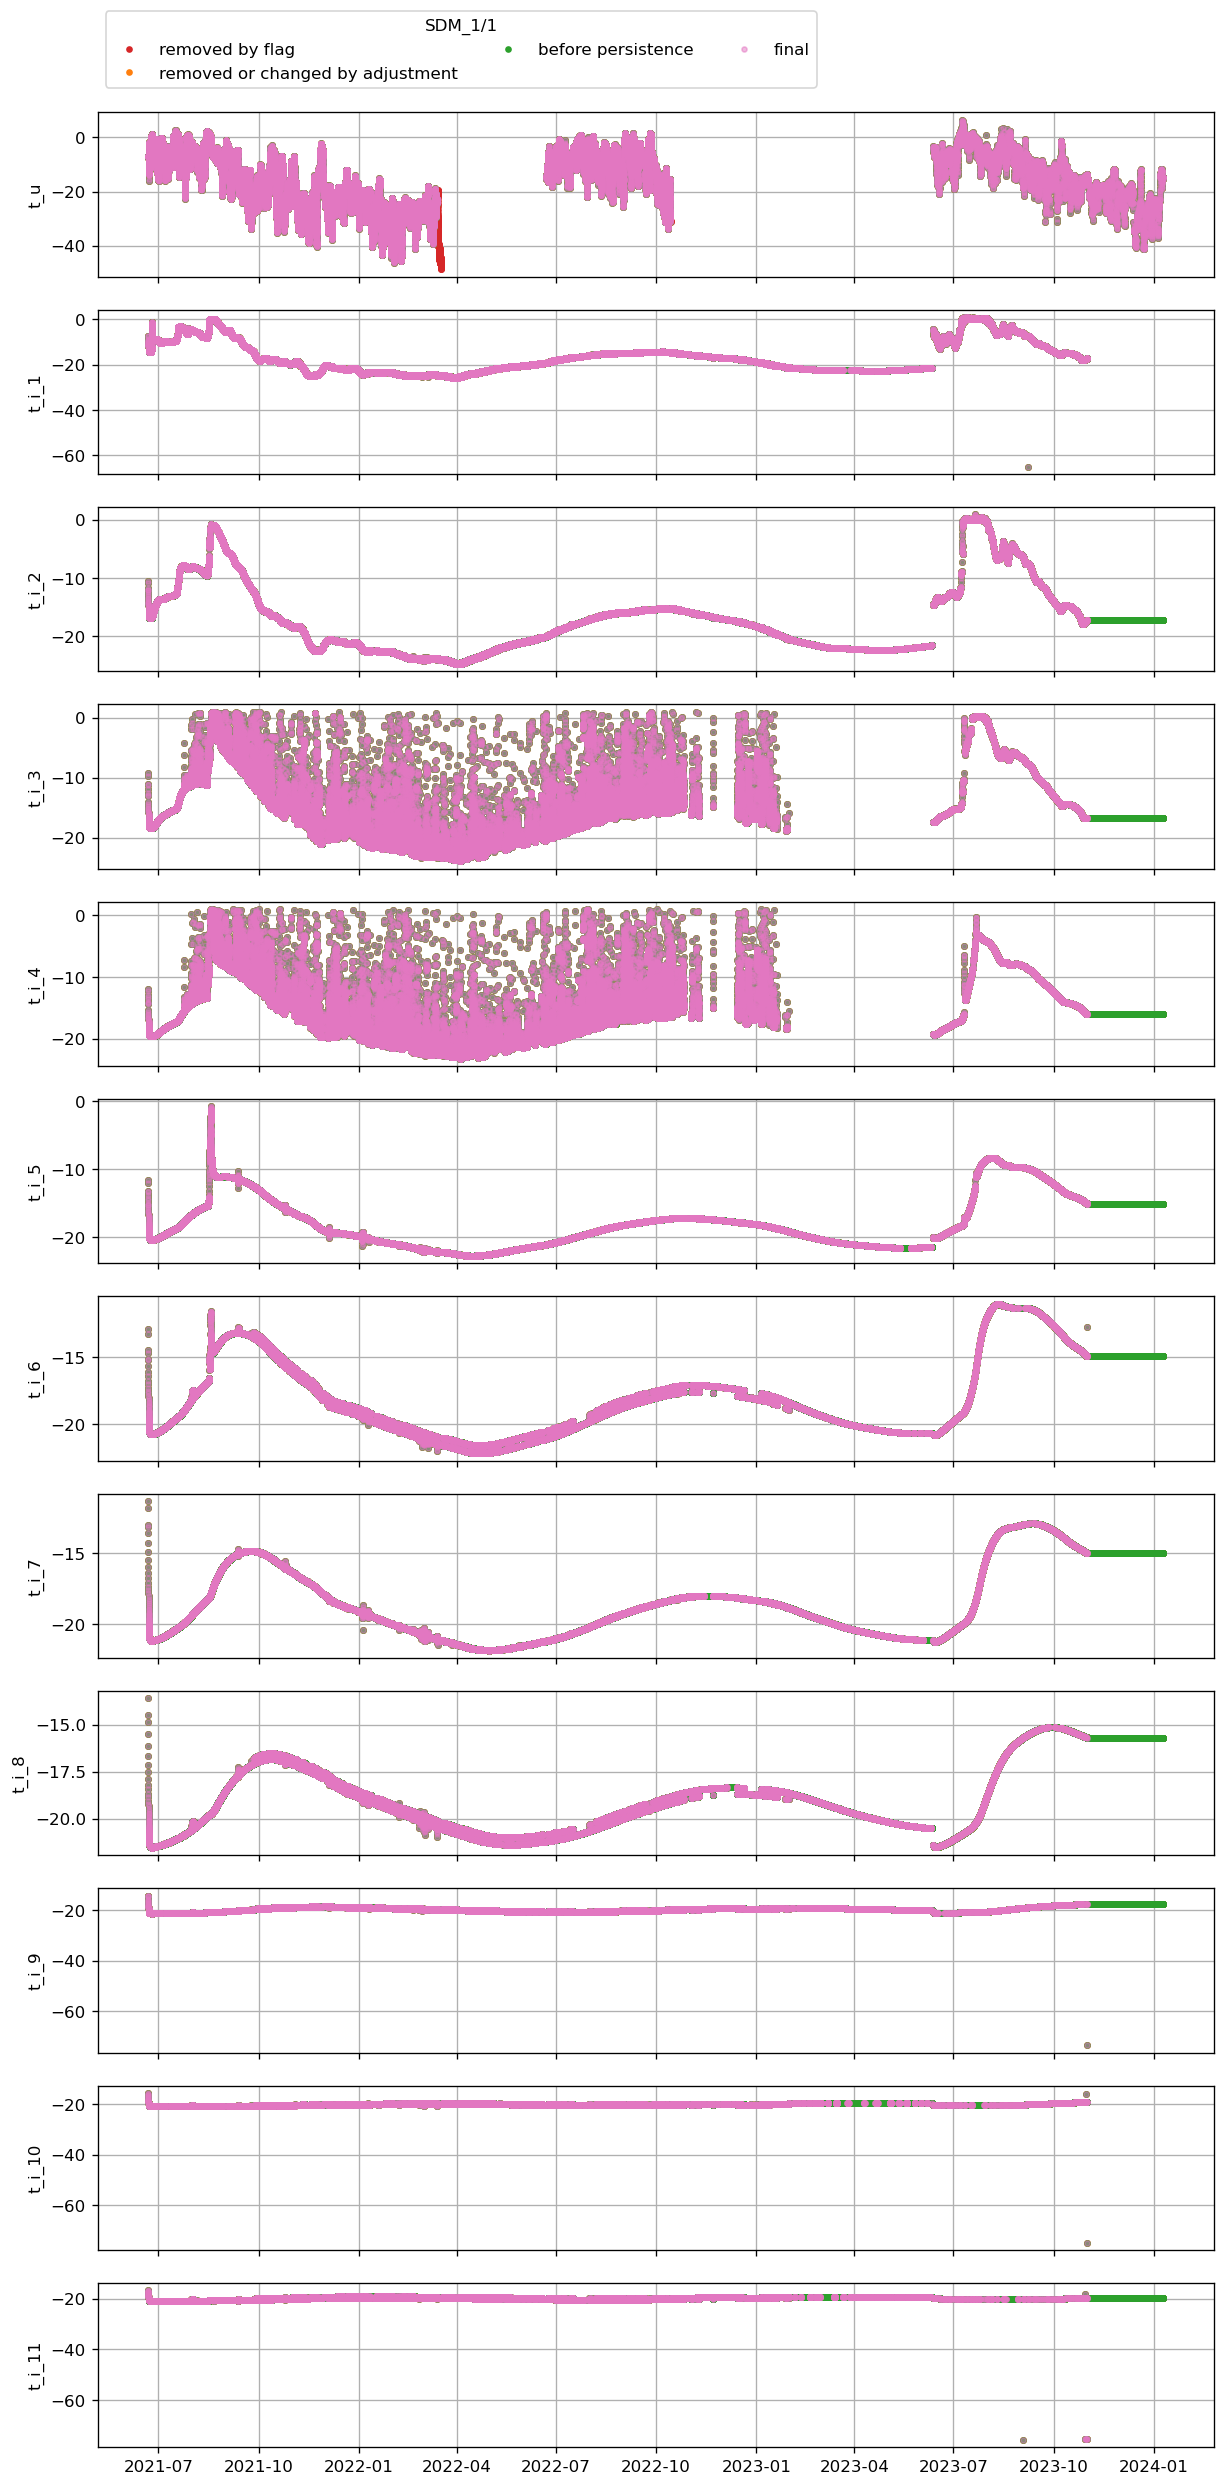 SDM_1/1
removed by flag
removed or changed by adjustment
before persistence
final
0
−20
−40
t_u
0
−20
−40
−60
t_i_1
0
−10
−20
t_i_2
0
−10
−20
t_i_3
0
−10
−20
t_i_4
0
−10
−20
t_i_5
−15
−20
t_i_6
−15
−20
t_i_7
−15.0
−17.5
−20.0
t_i_8
−20
−40
−60
t_i_9
−20
−40
−60
t_i_10
−20
−40
−60
t_i_11
2021-07 2021-10 2022-01 2022-04 2022-07 2022-10 2023-01 2023-04 2023-07 2023-10 2024-01